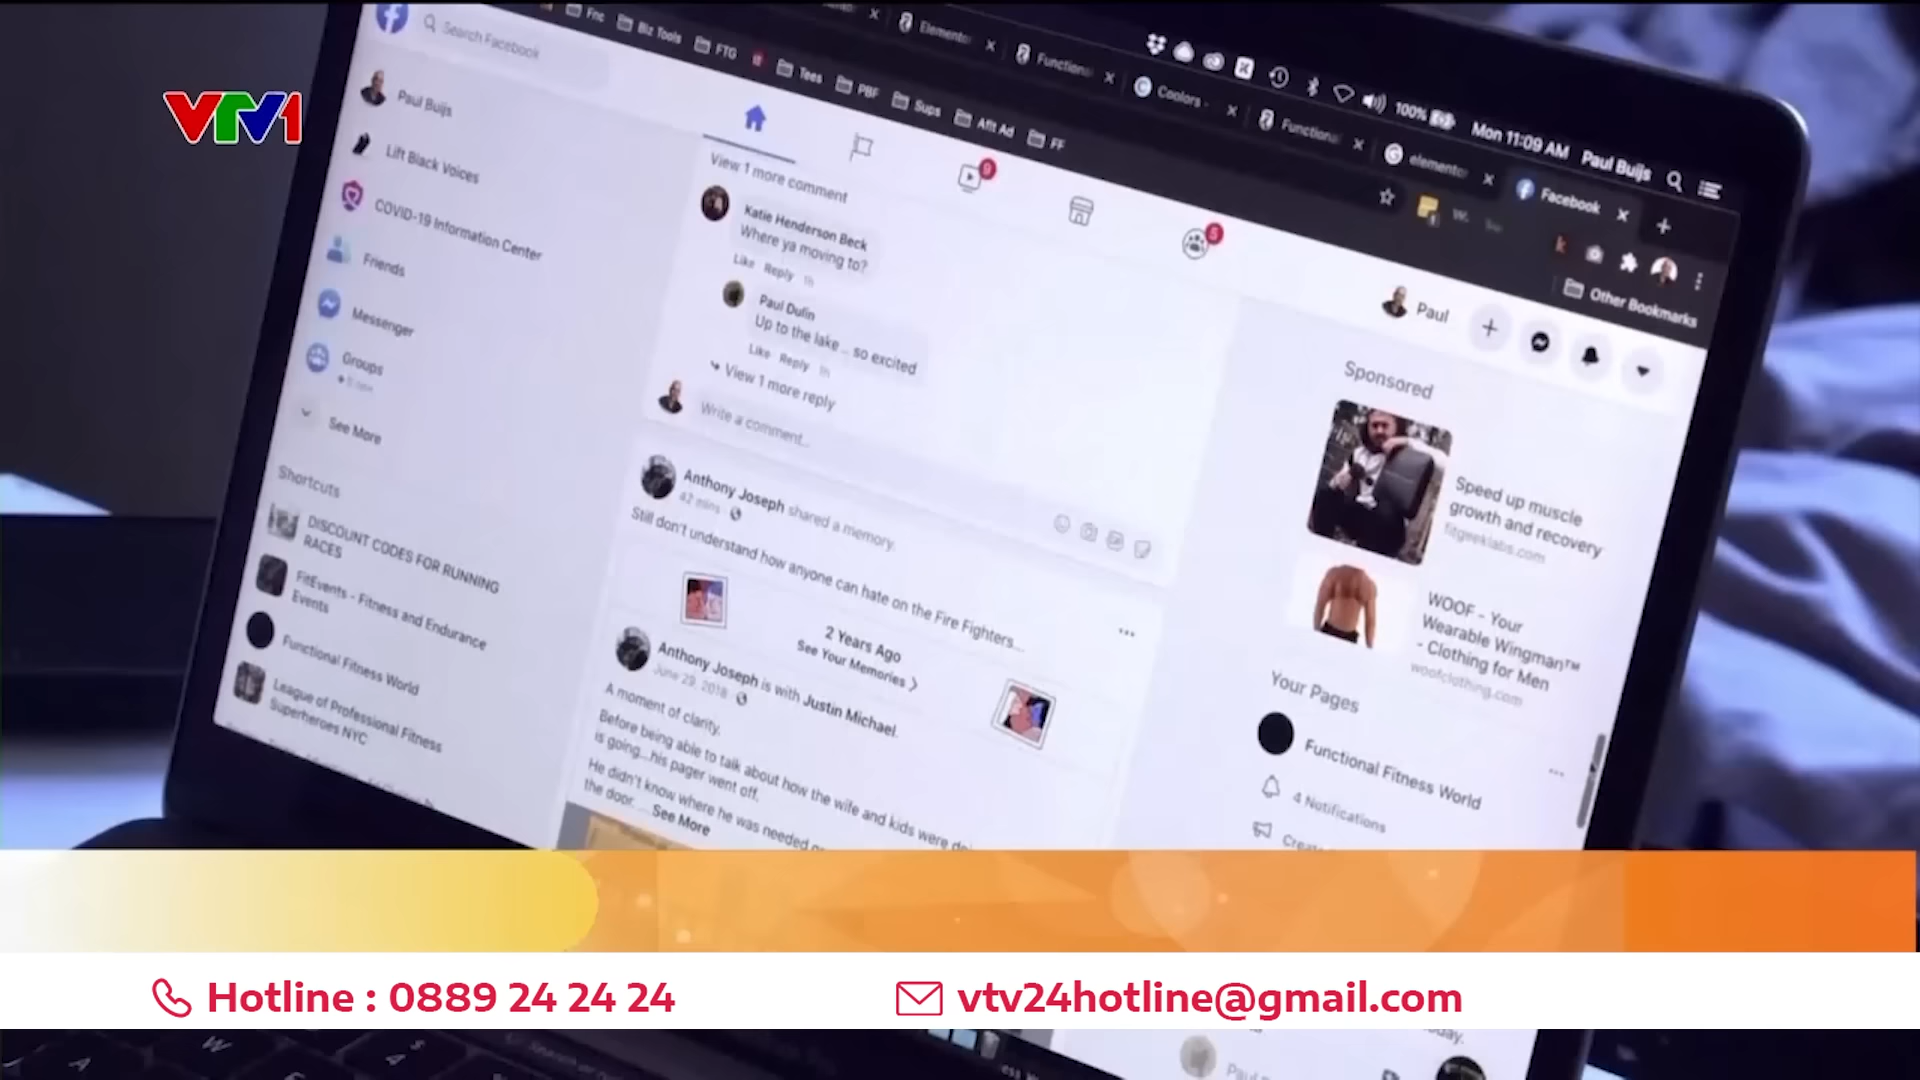 VTV1
Fnc
Biz Tools
FTG
Tees
PBF
Sups
Afit Ad
FF
Elementor
Functiona
Coolors -
Functiona
elementor
Facebook
100%
Mon 11:09 AM
Paul Buijs
Other Bookmarks
Search Facebook
Paul Buijs
Lift Black Voices
COVID-19 Information Center
Friends
Messenger
Groups
See More
Shortcuts
DISCOUNT CODES FOR RUNNING
RACES
FitEvents - Fitness and Endurance
Events
Functional Fitness World
League of Professional Fitness
Superheroes NYC
9
5
View 1 more comment
Katie Henderson Beck
Where ya moving to?
Like Reply 1h
Paul Dulin
Up to the lake... so excited
Like Reply 1h
View 1 more reply
Write a comment...
Anthony Joseph shared a memory.
42 mins
Still don't understand how anyone can hate on the Fire Fighters...
2 Years Ago
See Your Memories
Anthony Joseph is with Justin Michael.
June 29, 2018
A moment of clarity.
Before being able to talk about how the wife and kids were
is going...his pager went off.
He didn't know where he was needed
the door.... See More
Paul
Sponsored
Speed up muscle
growth and recovery
fitgeeklabs.com
WOOF - Your
Wearable Wingman™
- Clothing for Men
woofclothing.com
Your Pages
Functional Fitness World
4 Notifications
Hotline : 0889 24 24 24
vtv24hotline@gmail.com
W
A
4